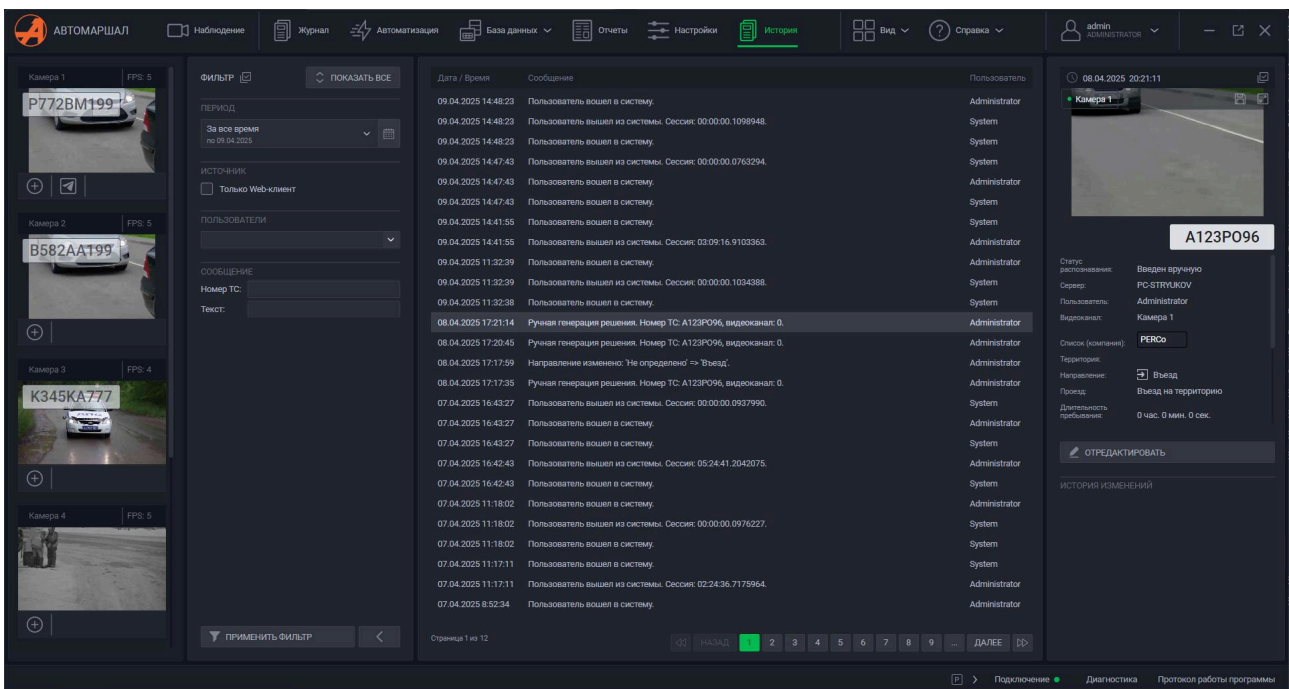 АВТОМАРШАЛ Наблюдение Журнал Автоматизация База данных Отчеты Настройки История Вид Справка admin ADMINISTRATOR
Камера 1 FPS: 5
P772BM199
Камера 2 FPS: 5
B582AA199
Камера 3 FPS: 4
K345KA777
Камера 4 FPS: 5
ФИЛЬТР ПОКАЗАТЬ ВСЕ
ПЕРИОД
За все время
по 09.04.2025
ИСТОЧНИК
Только Web-клиент
ПОЛЬЗОВАТЕЛИ
СООБЩЕНИЕ
Номер ТС:
Текст:
ПРИМЕНИТЬ ФИЛЬТР
Дата / Время Сообщение Пользователь
09.04.2025 14:48:23 Пользователь вошел в систему. Administrator
09.04.2025 14:48:23 Пользователь вышел из системы. Сессия: 00:00:00.1098948. System
09.04.2025 14:48:23 Пользователь вошел в систему. System
09.04.2025 14:47:43 Пользователь вышел из системы. Сессия: 00:00:00.0763294. System
09.04.2025 14:47:43 Пользователь вошел в систему. Administrator
09.04.2025 14:47:43 Пользователь вошел в систему. System
09.04.2025 14:41:55 Пользователь вошел в систему. System
09.04.2025 14:41:55 Пользователь вышел из системы. Сессия: 03:09:16.9103363. Administrator
09.04.2025 11:32:39 Пользователь вошел в систему. Administrator
09.04.2025 11:32:39 Пользователь вышел из системы. Сессия: 00:00:00.1034388. System
09.04.2025 11:32:38 Пользователь вошел в систему. System
08.04.2025 17:21:14 Ручная генерация решения. Номер ТС: A123PO96, видеоканал: 0. Administrator
08.04.2025 17:20:45 Ручная генерация решения. Номер ТС: A123PO96, видеоканал: 0. Administrator
08.04.2025 17:17:59 Направление изменено: 'Не определено' => 'Въезд'. Administrator
08.04.2025 17:17:35 Ручная генерация решения. Номер ТС: A123PO96, видеоканал: 0. Administrator
07.04.2025 16:43:27 Пользователь вышел из системы. Сессия: 00:00:00.0937990. System
07.04.2025 16:43:27 Пользователь вошел в систему. Administrator
07.04.2025 16:43:27 Пользователь вошел в систему. System
07.04.2025 16:42:43 Пользователь вышел из системы. Сессия: 05:24:41.2042075. Administrator
07.04.2025 16:42:43 Пользователь вошел в систему. System
07.04.2025 11:18:02 Пользователь вошел в систему. Administrator
07.04.2025 11:18:02 Пользователь вышел из системы. Сессия: 00:00:00.0976227. System
07.04.2025 11:18:02 Пользователь вошел в систему. System
07.04.2025 11:17:11 Пользователь вошел в систему. System
07.04.2025 11:17:11 Пользователь вышел из системы. Сессия: 02:24:36.7175964. Administrator
07.04.2025 8:52:34 Пользователь вошел в систему. Administrator
Страница 1 из 12 НАЗАД 1 2 3 4 5 6 7 8 9 ... ДАЛЕЕ
08.04.2025 20:21:11
Камера 1
A123PO96
Статус распознавания: Введен вручную
Сервер: PC-STRYUKOV
Пользователь: Administrator
Видеоканал: Камера 1
Список (компания): PERCo
Территория:
Направление: Въезд
Проезд: Въезд на территорию
Длительность пребывания: 0 час. 0 мин. 0 сек.
ОТРЕДАКТИРОВАТЬ
ИСТОРИЯ ИЗМЕНЕНИЙ
P Подключение Диагностика Протокол работы программы